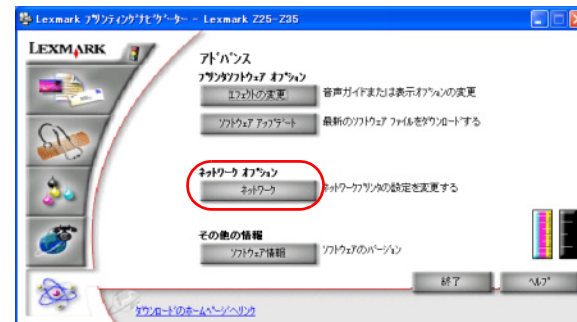 Lexmark プリンティングナビゲーター - Lexmark Z25-Z35
LEXMARK
アドバンス
プリンタソフトウェア オプション
エフェクトの変更 音声ガイドまたは表示オプションの変更
ソフトウェア アップデート 最新のソフトウェア ファイルをダウンロードする
ネットワーク オプション
ネットワーク ネットワークプリンタの設定を変更する
その他の情報
ソフトウェア情報 ソフトウェアのバージョン
終了 ヘルプ
ダウンロードのホームページへリンク